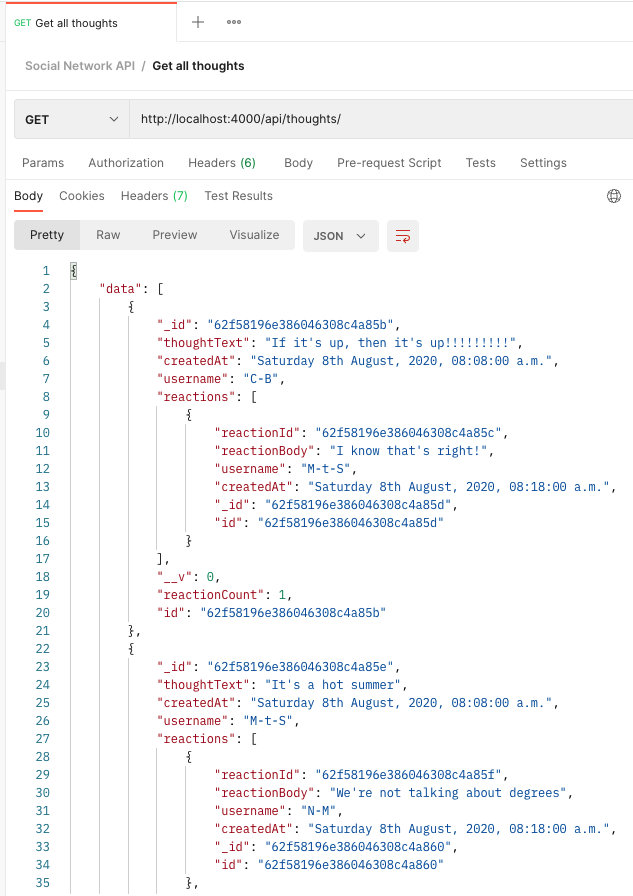 GET Get all thoughts
Social Network API / Get all thoughts
GET http://localhost:4000/api/thoughts/
Params Authorization Headers (6) Body Pre-request Script Tests Settings
Body Cookies Headers (7) Test Results
Pretty Raw Preview Visualize JSON
1 {
2 "data": [
3 {
4 "_id": "62f58196e386046308c4a85b",
5 "thoughtText": "If it's up, then it's up!!!!!!!!!",
6 "createdAt": "Saturday 8th August, 2020, 08:08:00 a.m.",
7 "username": "C-B",
8 "reactions": [
9 {
10 "reactionId": "62f58196e386046308c4a85c",
11 "reactionBody": "I know that's right!",
12 "username": "M-t-S",
13 "createdAt": "Saturday 8th August, 2020, 08:18:00 a.m.",
14 "_id": "62f58196e386046308c4a85d",
15 "id": "62f58196e386046308c4a85d"
16 }
17 ],
18 "__v": 0,
19 "reactionCount": 1,
20 "id": "62f58196e386046308c4a85b"
21 },
22 {
23 "_id": "62f58196e386046308c4a85e",
24 "thoughtText": "It's a hot summer",
25 "createdAt": "Saturday 8th August, 2020, 08:08:00 a.m.",
26 "username": "M-t-S",
27 "reactions": [
28 {
29 "reactionId": "62f58196e386046308c4a85f",
30 "reactionBody": "We're not talking about degrees",
31 "username": "N-M",
32 "createdAt": "Saturday 8th August, 2020, 08:18:00 a.m.",
33 "_id": "62f58196e386046308c4a860",
34 "id": "62f58196e386046308c4a860"
35 },